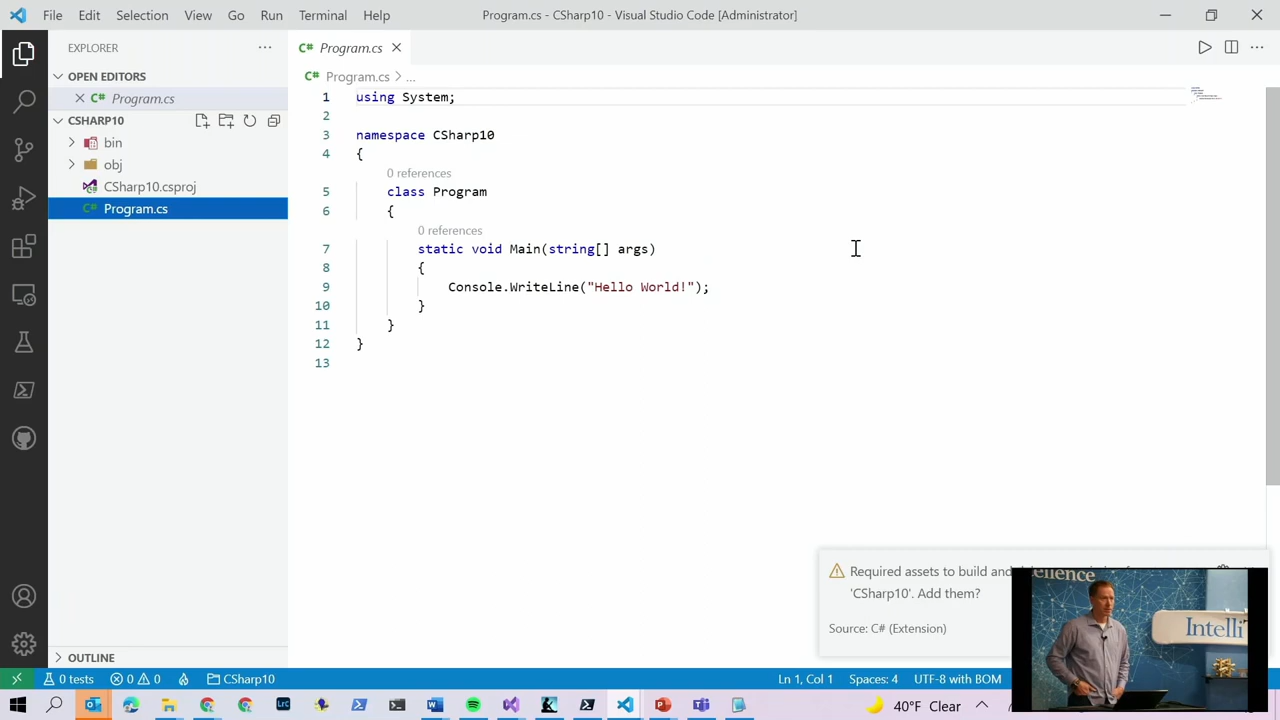 File Edit Selection View Go Run Terminal Help
Program.cs - CSharp10 - Visual Studio Code [Administrator]
EXPLORER
OPEN EDITORS
C# Program.cs
CSHARP10
bin
obj
CSharp10.csproj
C# Program.cs
OUTLINE
C# Program.cs
C# Program.cs > ...
1 using System;
2
3 namespace CSharp10
4 {
0 references
5 class Program
6 {
0 references
7 static void Main(string[] args)
8 {
9 Console.WriteLine("Hello World!");
10 }
11 }
12 }
13
Required assets to build and
'CSharp10'. Add them?
Source: C# (Extension)
ellence
Intelli
0 tests 0 0 CSharp10 Ln 1, Col 1 Spaces: 4 UTF-8 with BOM
Lrc 40°F Clear